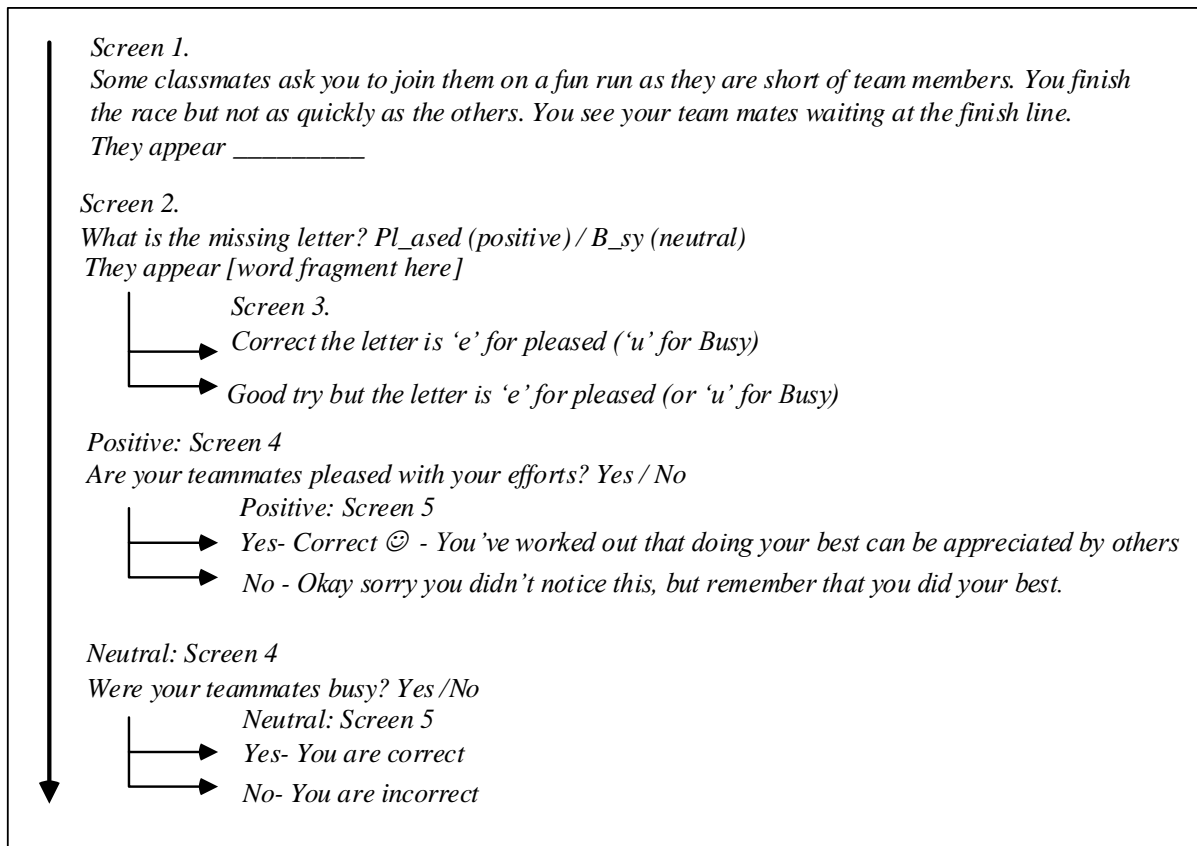 Screen 1.
Some classmates ask you to join them on a fun run as they are short of team members. You finish
the race but not as quickly as the others. You see your team mates waiting at the finish line.
They appear _________
Screen 2.
What is the missing letter? Pl_ased (positive) / B_sy (neutral)
They appear [word fragment here]
Screen 3.
Correct the letter is ‘e’ for pleased (‘u’ for Busy)
Good try but the letter is ‘e’ for pleased (or ‘u’ for Busy)
Positive: Screen 4
Are your teammates pleased with your efforts? Yes / No
Positive: Screen 5
Yes- Correct ☺ - You’ve worked out that doing your best can be appreciated by others
No - Okay sorry you didn’t notice this, but remember that you did your best.
Neutral: Screen 4
Were your teammates busy? Yes /No
Neutral: Screen 5
Yes- You are correct
No- You are incorrect